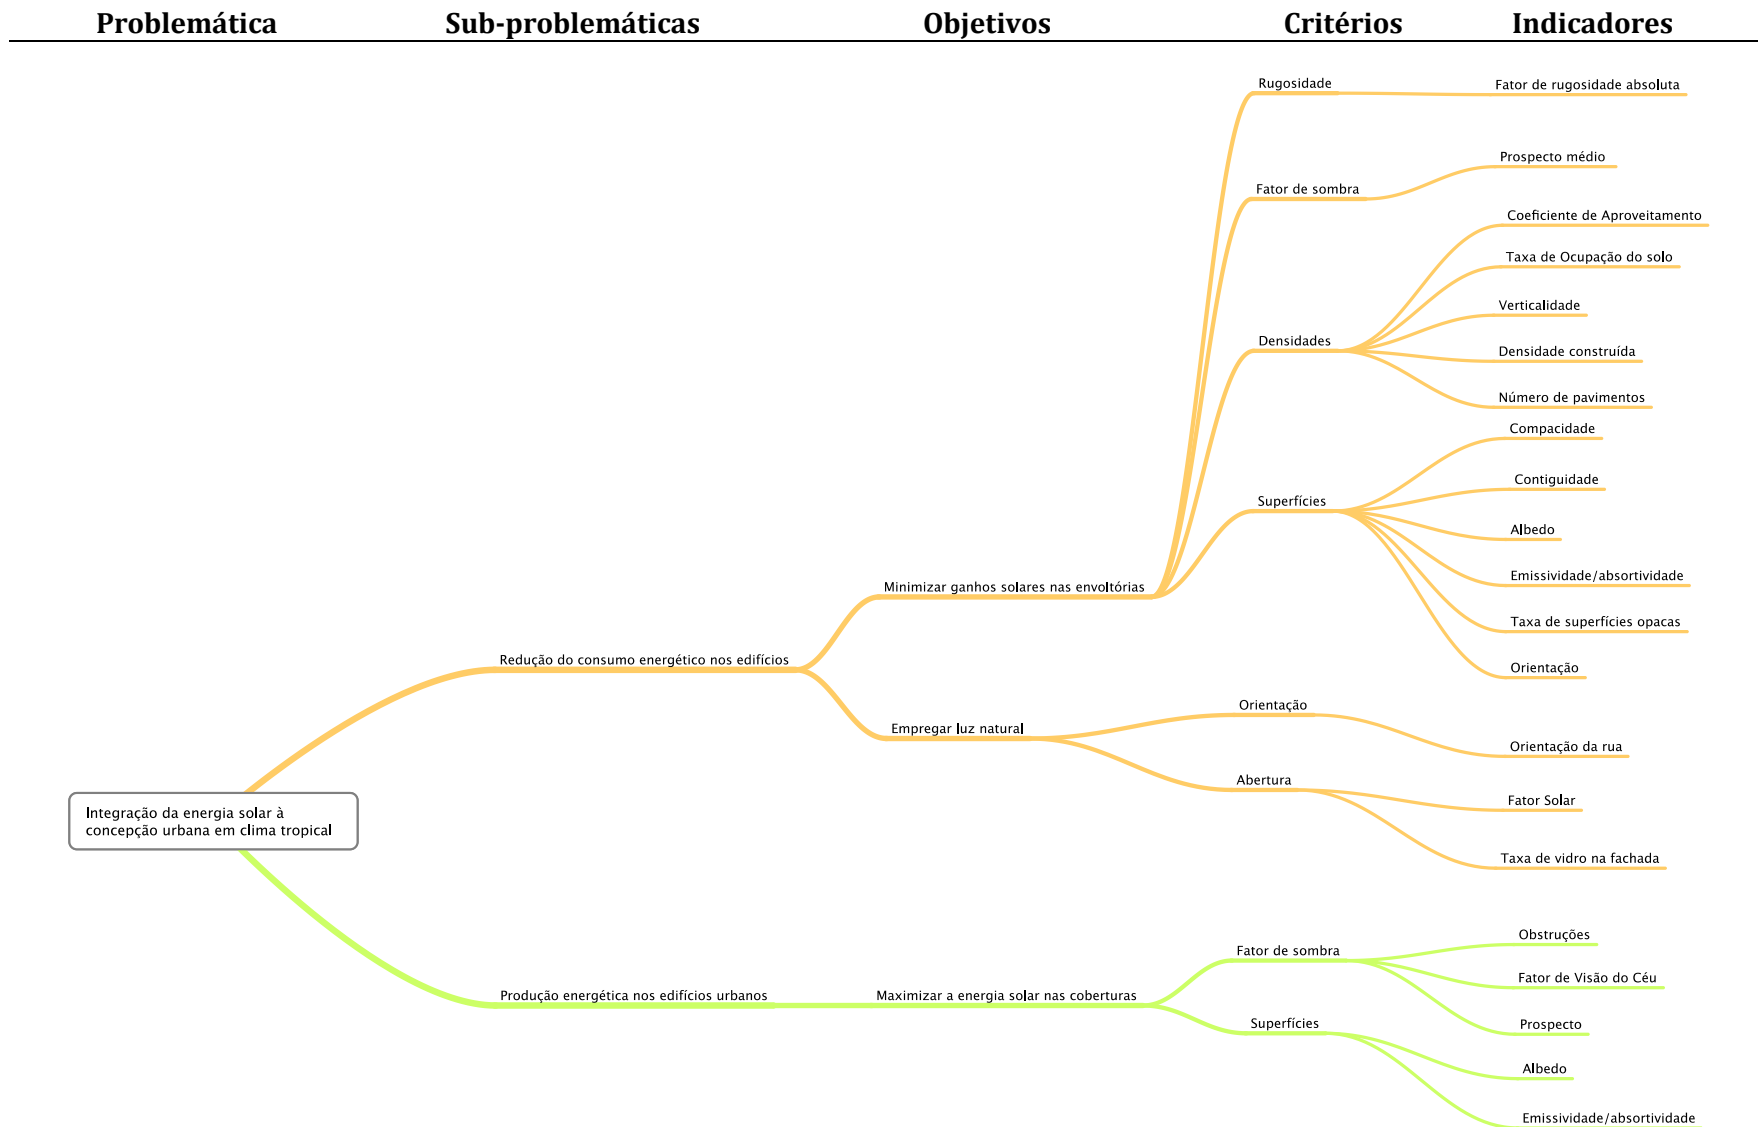 Problemática Sub-problemáticas Objetivos Critérios Indicadores
Rugosidade
Fator de rugosidade absoluta
Prospecto médio
Fator de sombra
Coeficiente de Aproveitamento
Taxa de Ocupação do solo
Verticalidade
Densidades
Densidade construída
Número de pavimentos
Compacidade
Contiguidade
Superfícies
Albedo
Emissividade/absortividade
Minimizar ganhos solares nas envoltórias
Taxa de superfícies opacas
Redução do consumo energético nos edifícios
Orientação
Orientação
Empregar luz natural
Orientação da rua
Abertura
Fator Solar
Integração da energia solar à
concepção urbana em clima tropical
Taxa de vidro na fachada
Obstruções
Fator de sombra
Fator de Visão do Céu
Produção energética nos edifícios urbanos
Maximizar a energia solar nas coberturas
Superfícies
Prospecto
Albedo
Emissividade/absortividade